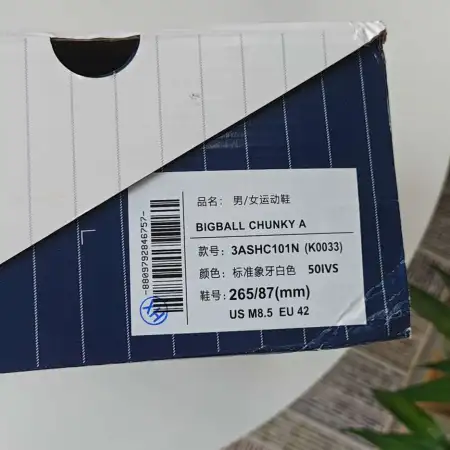 品名: 男/女运动鞋
BIGBALL CHUNKY A
款号: 3ASHC101N (K0033)
颜色: 标准象牙白色 50IVS
鞋号: 265/87(mm)
US M8.5 EU 42
-8809792846757-